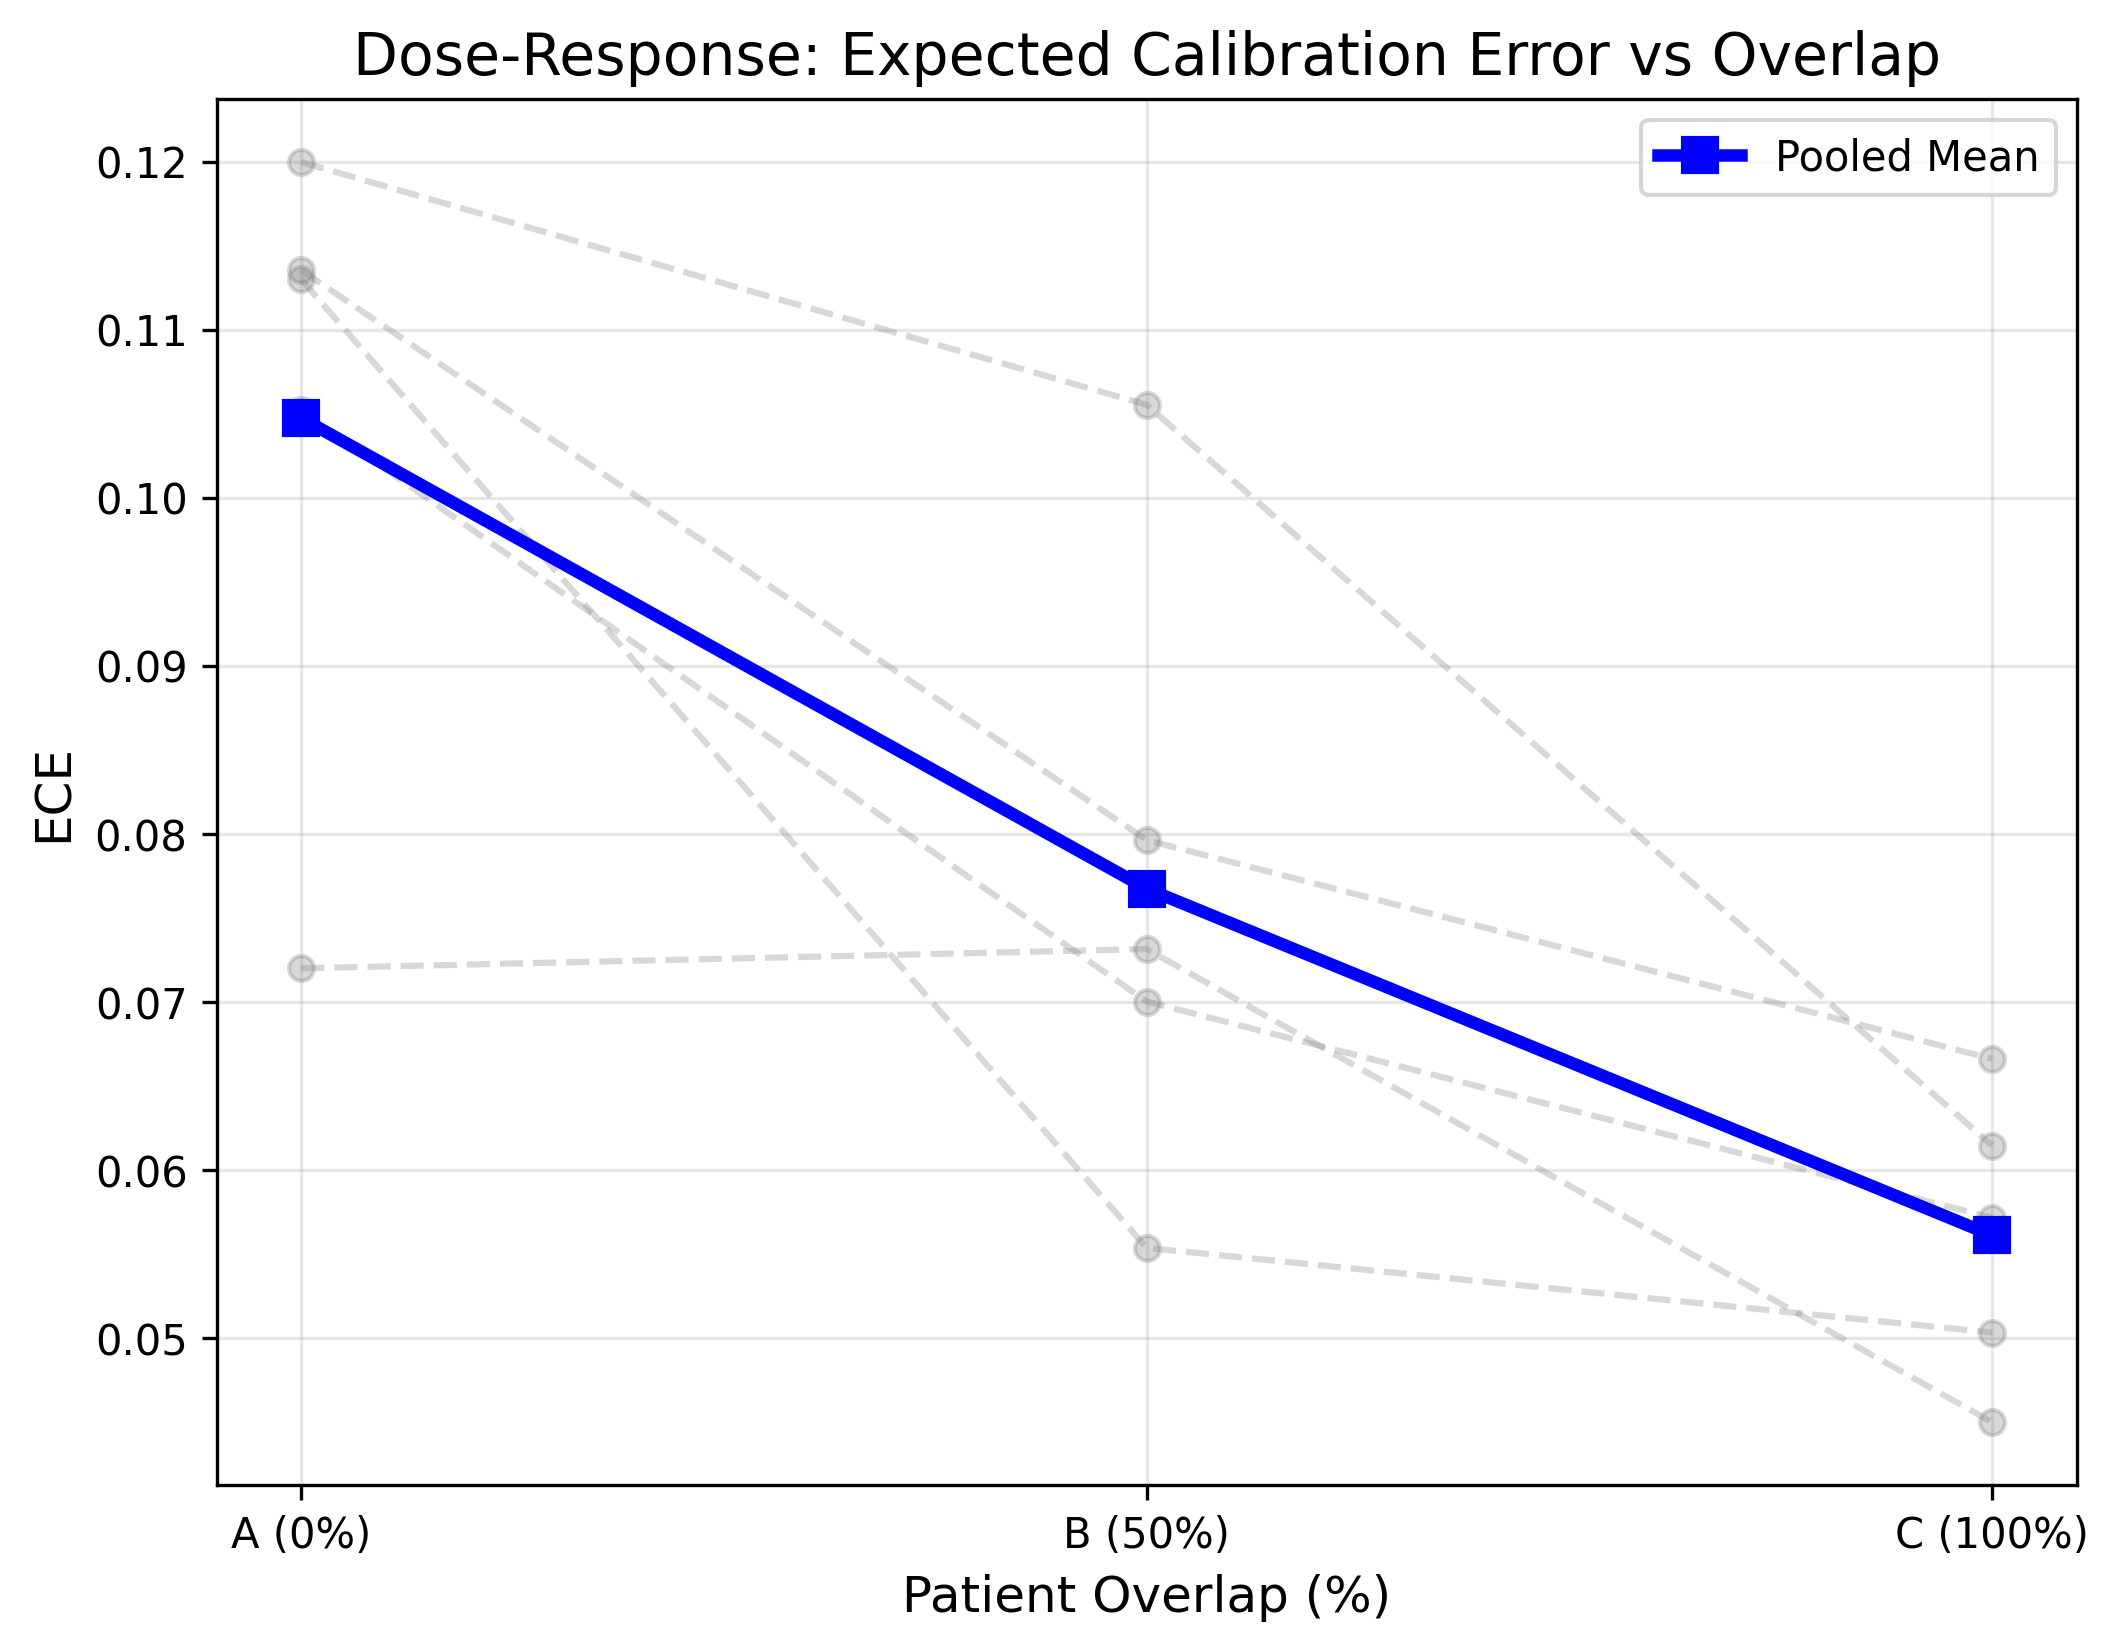 Dose-Response: Expected Calibration Error vs Overlap
Pooled Mean
0.12
0.11
0.10
0.09
0.08
0.07
0.06
0.05
ECE
A (0%)
B (50%)
C (100%)
Patient Overlap (%)